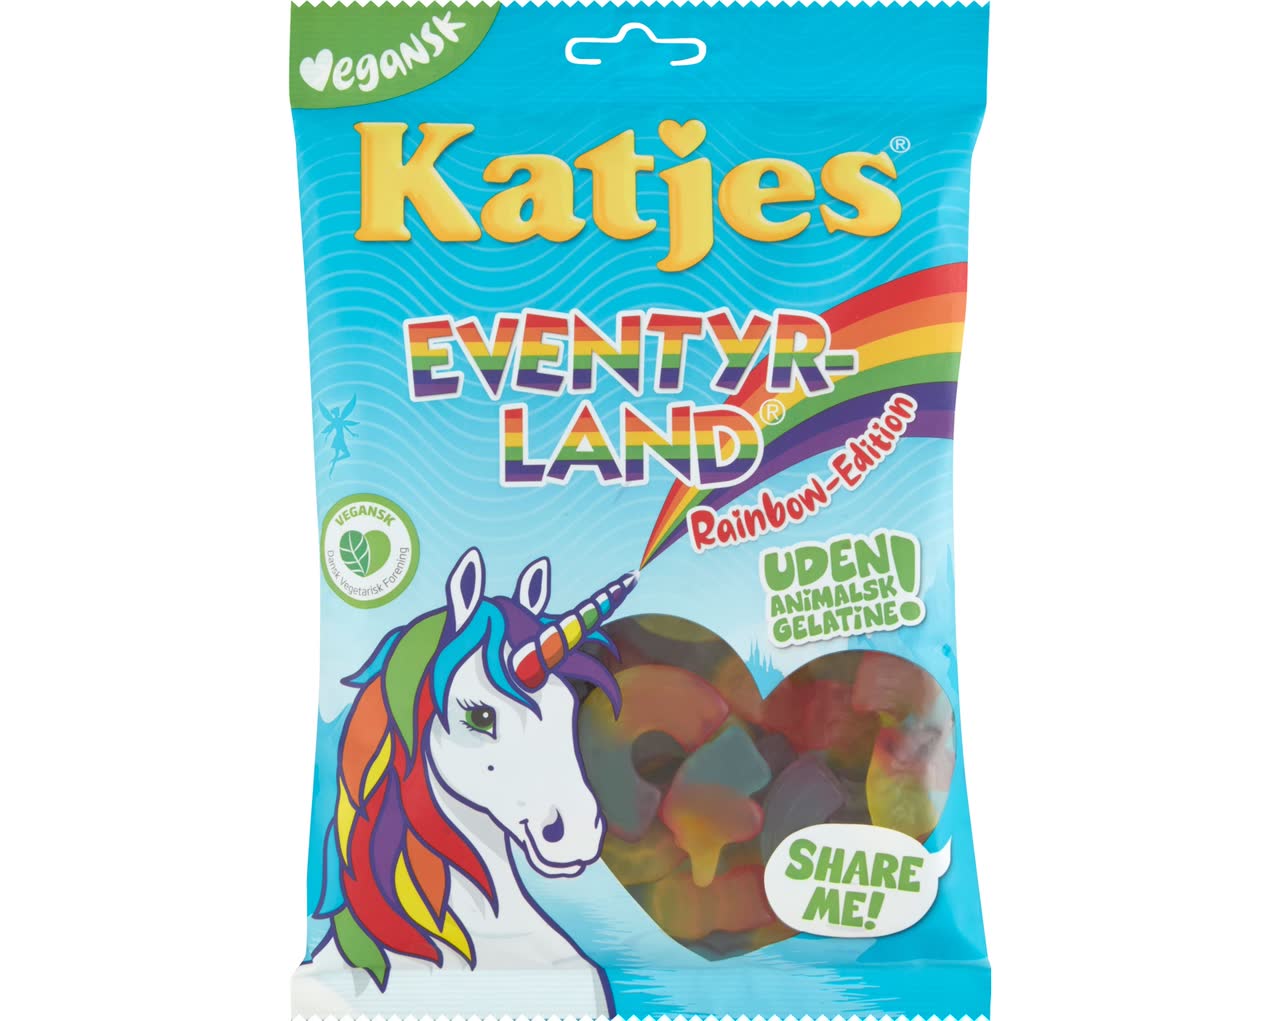 Vegansk
Katjes®
EVENTYR-
LAND®
Rainbow-Edition
VEGANSK
Dansk Vegetarisk Forening
UDEN
ANIMALSK
GELATINE!
SHARE
ME!